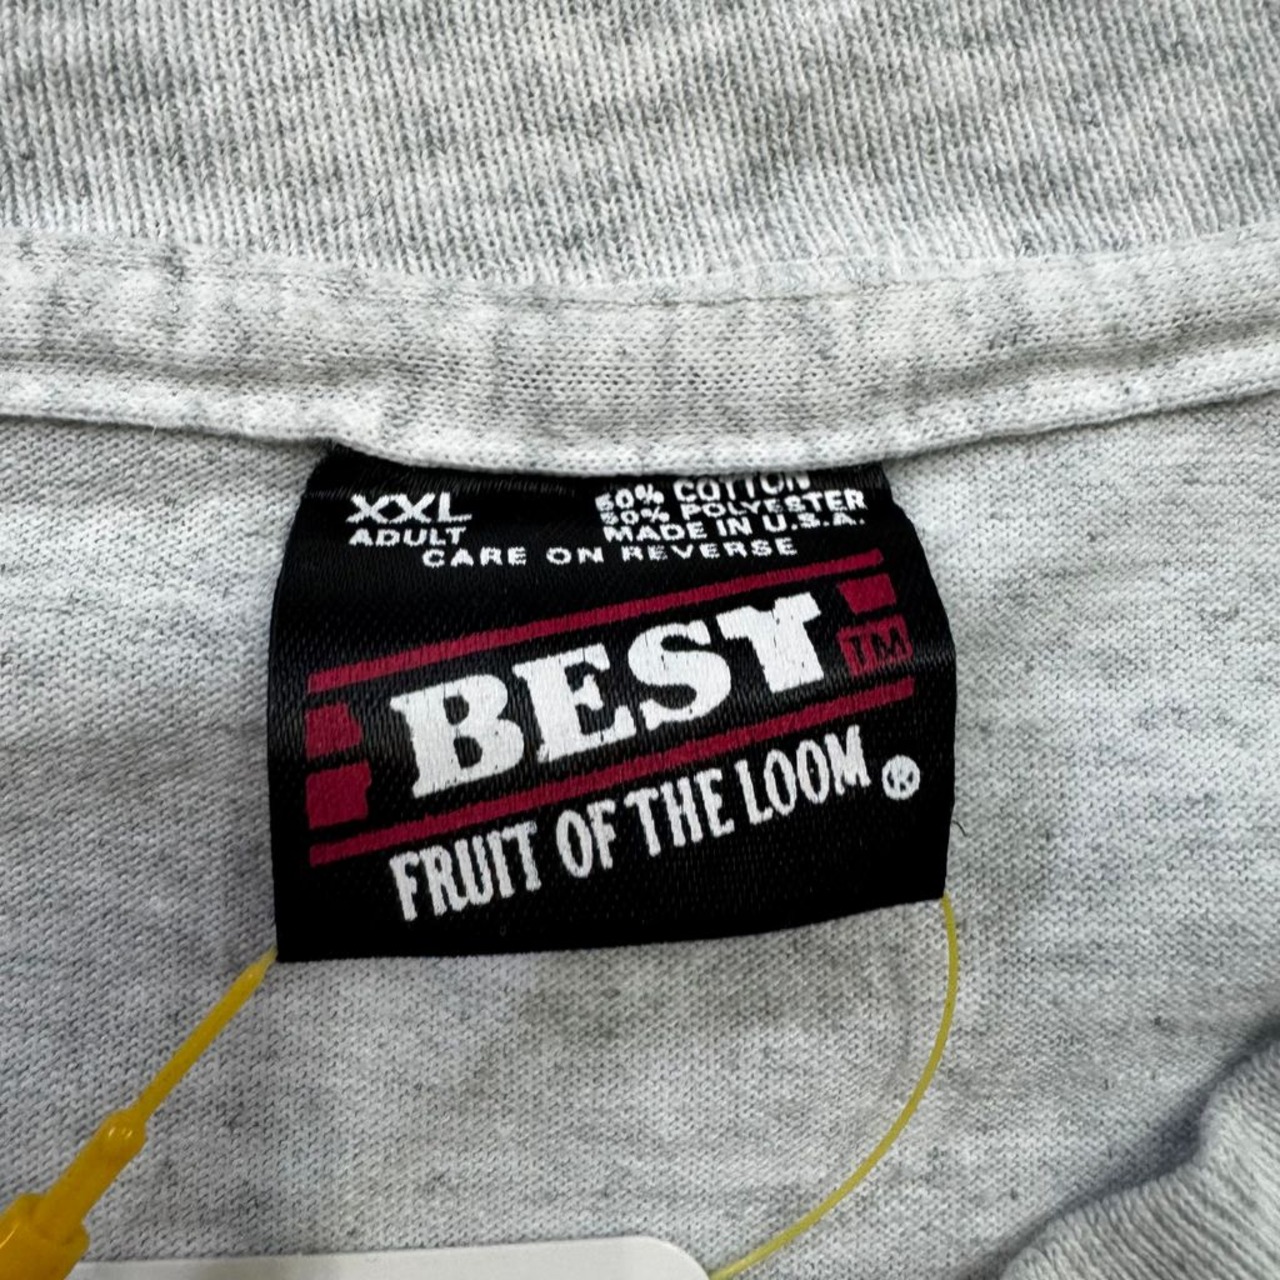 XXL
ADULT
50% COTTON
50% POLYESTER
MADE IN U.S.A.
CARE ON REVERSE
BEST TM
FRUIT OF THE LOOM ®